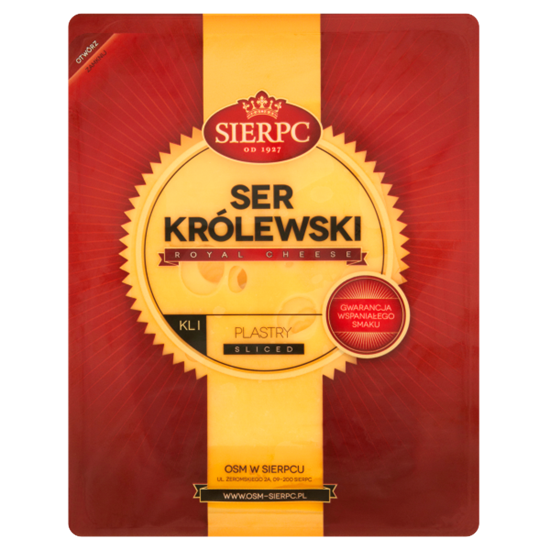 OTWÓRZ
SIERPC
OD 1927
SER
KRÓLEWSKI
ROYAL CHEESE
KL I
PLASTRY
SLICED
GWARANCJA
WSPANIAŁEGO
SMAKU
OSM W SIERPCU
UL. ŻEROMSKIEGO 2A, 09-200 SIERPC
WWW.OSM-SIERPC.PL